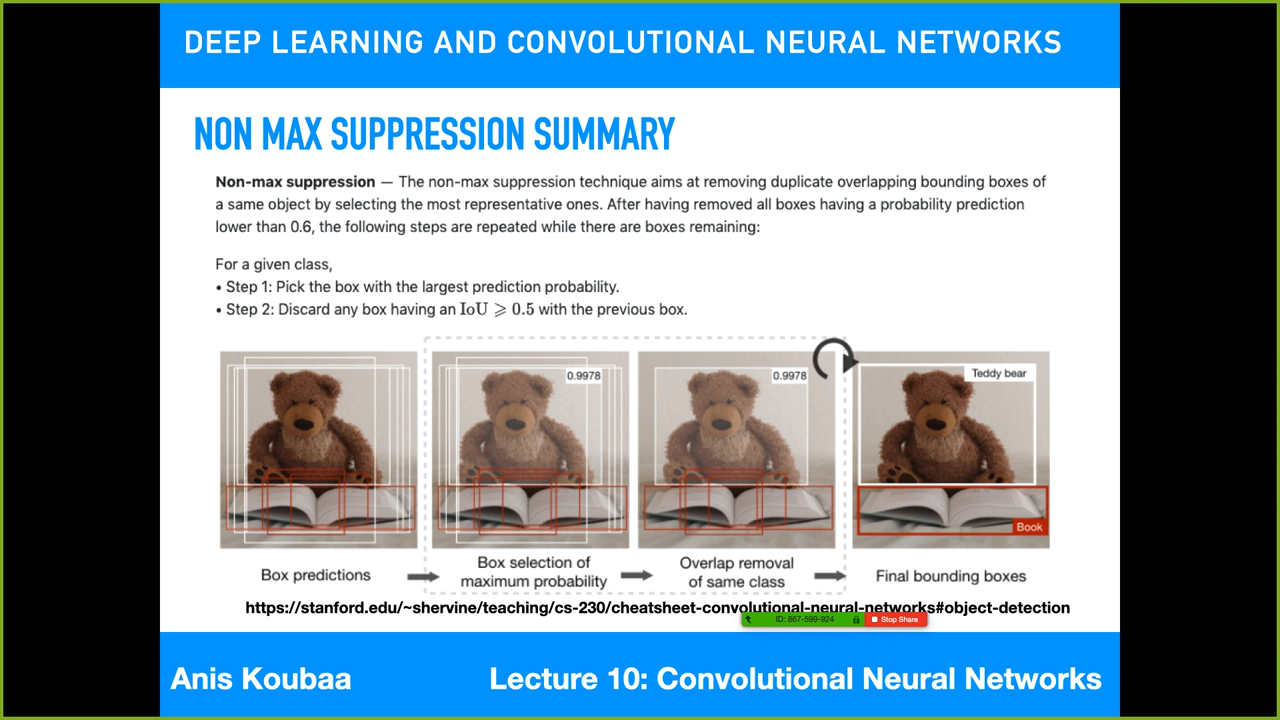 DEEP LEARNING AND CONVOLUTIONAL NEURAL NETWORKS
NON MAX SUPPRESSION SUMMARY
Non-max suppression — The non-max suppression technique aims at removing duplicate overlapping bounding boxes of
a same object by selecting the most representative ones. After having removed all boxes having a probability prediction
lower than 0.6, the following steps are repeated while there are boxes remaining:
For a given class,
• Step 1: Pick the box with the largest prediction probability.
• Step 2: Discard any box having an IoU ⩾ 0.5 with the previous box.
0.9978
0.9978
Teddy bear
Book
Box predictions
Box selection of
maximum probability
Overlap removal
of same class
Final bounding boxes
https://stanford.edu/~shervine/teaching/cs-230/cheatsheet-convolutional-neural-networks#object-detection
ID: 867-599-924
Stop Share
Anis Koubaa
Lecture 10: Convolutional Neural Networks